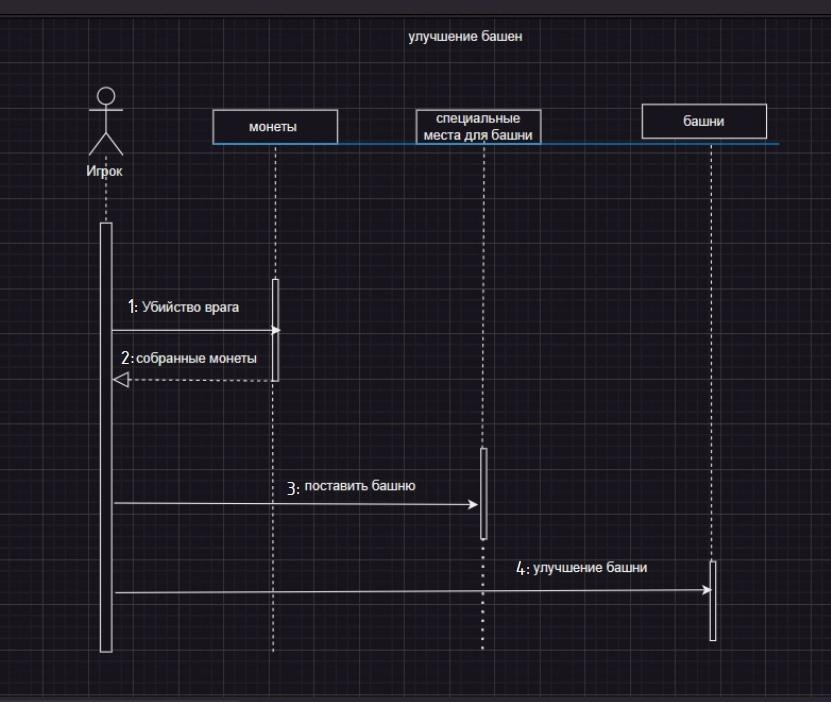 улучшение башен
монеты
специальные
места для башни
башни
Игрок
1: Убийство врага
2: собранные монеты
3: поставить башню
4: улучшение башни